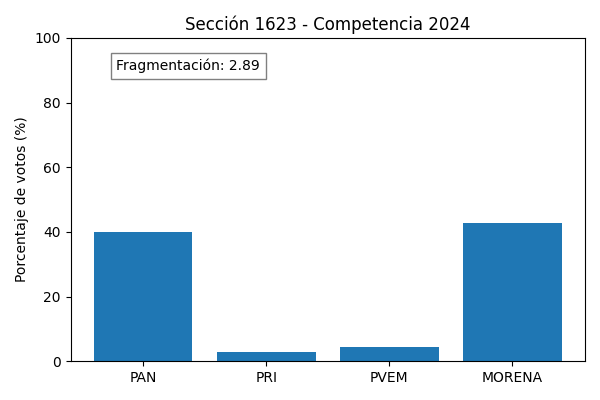 Sección 1623 - Competencia 2024
Fragmentación: 2.89
Porcentaje de votos (%)
100
80
60
40
20
0
PAN PRI PVEM MORENA